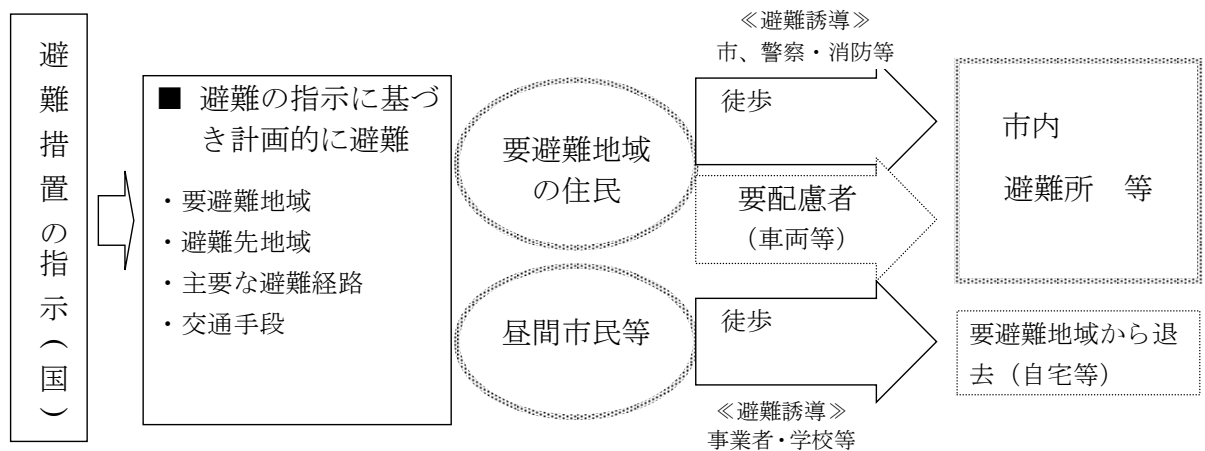 避難措置の指示(国)
■ 避難の指示に基づ
き計画的に避難
・要避難地域
・避難先地域
・主要な避難経路
・交通手段
要避難地域
の住民
昼間市民等
≪避難誘導≫
市、警察・消防等
徒歩
要配慮者
(車両等)
徒歩
≪避難誘導≫
事業者・学校等
市内
避難所　等
要避難地域から退
去(自宅等)